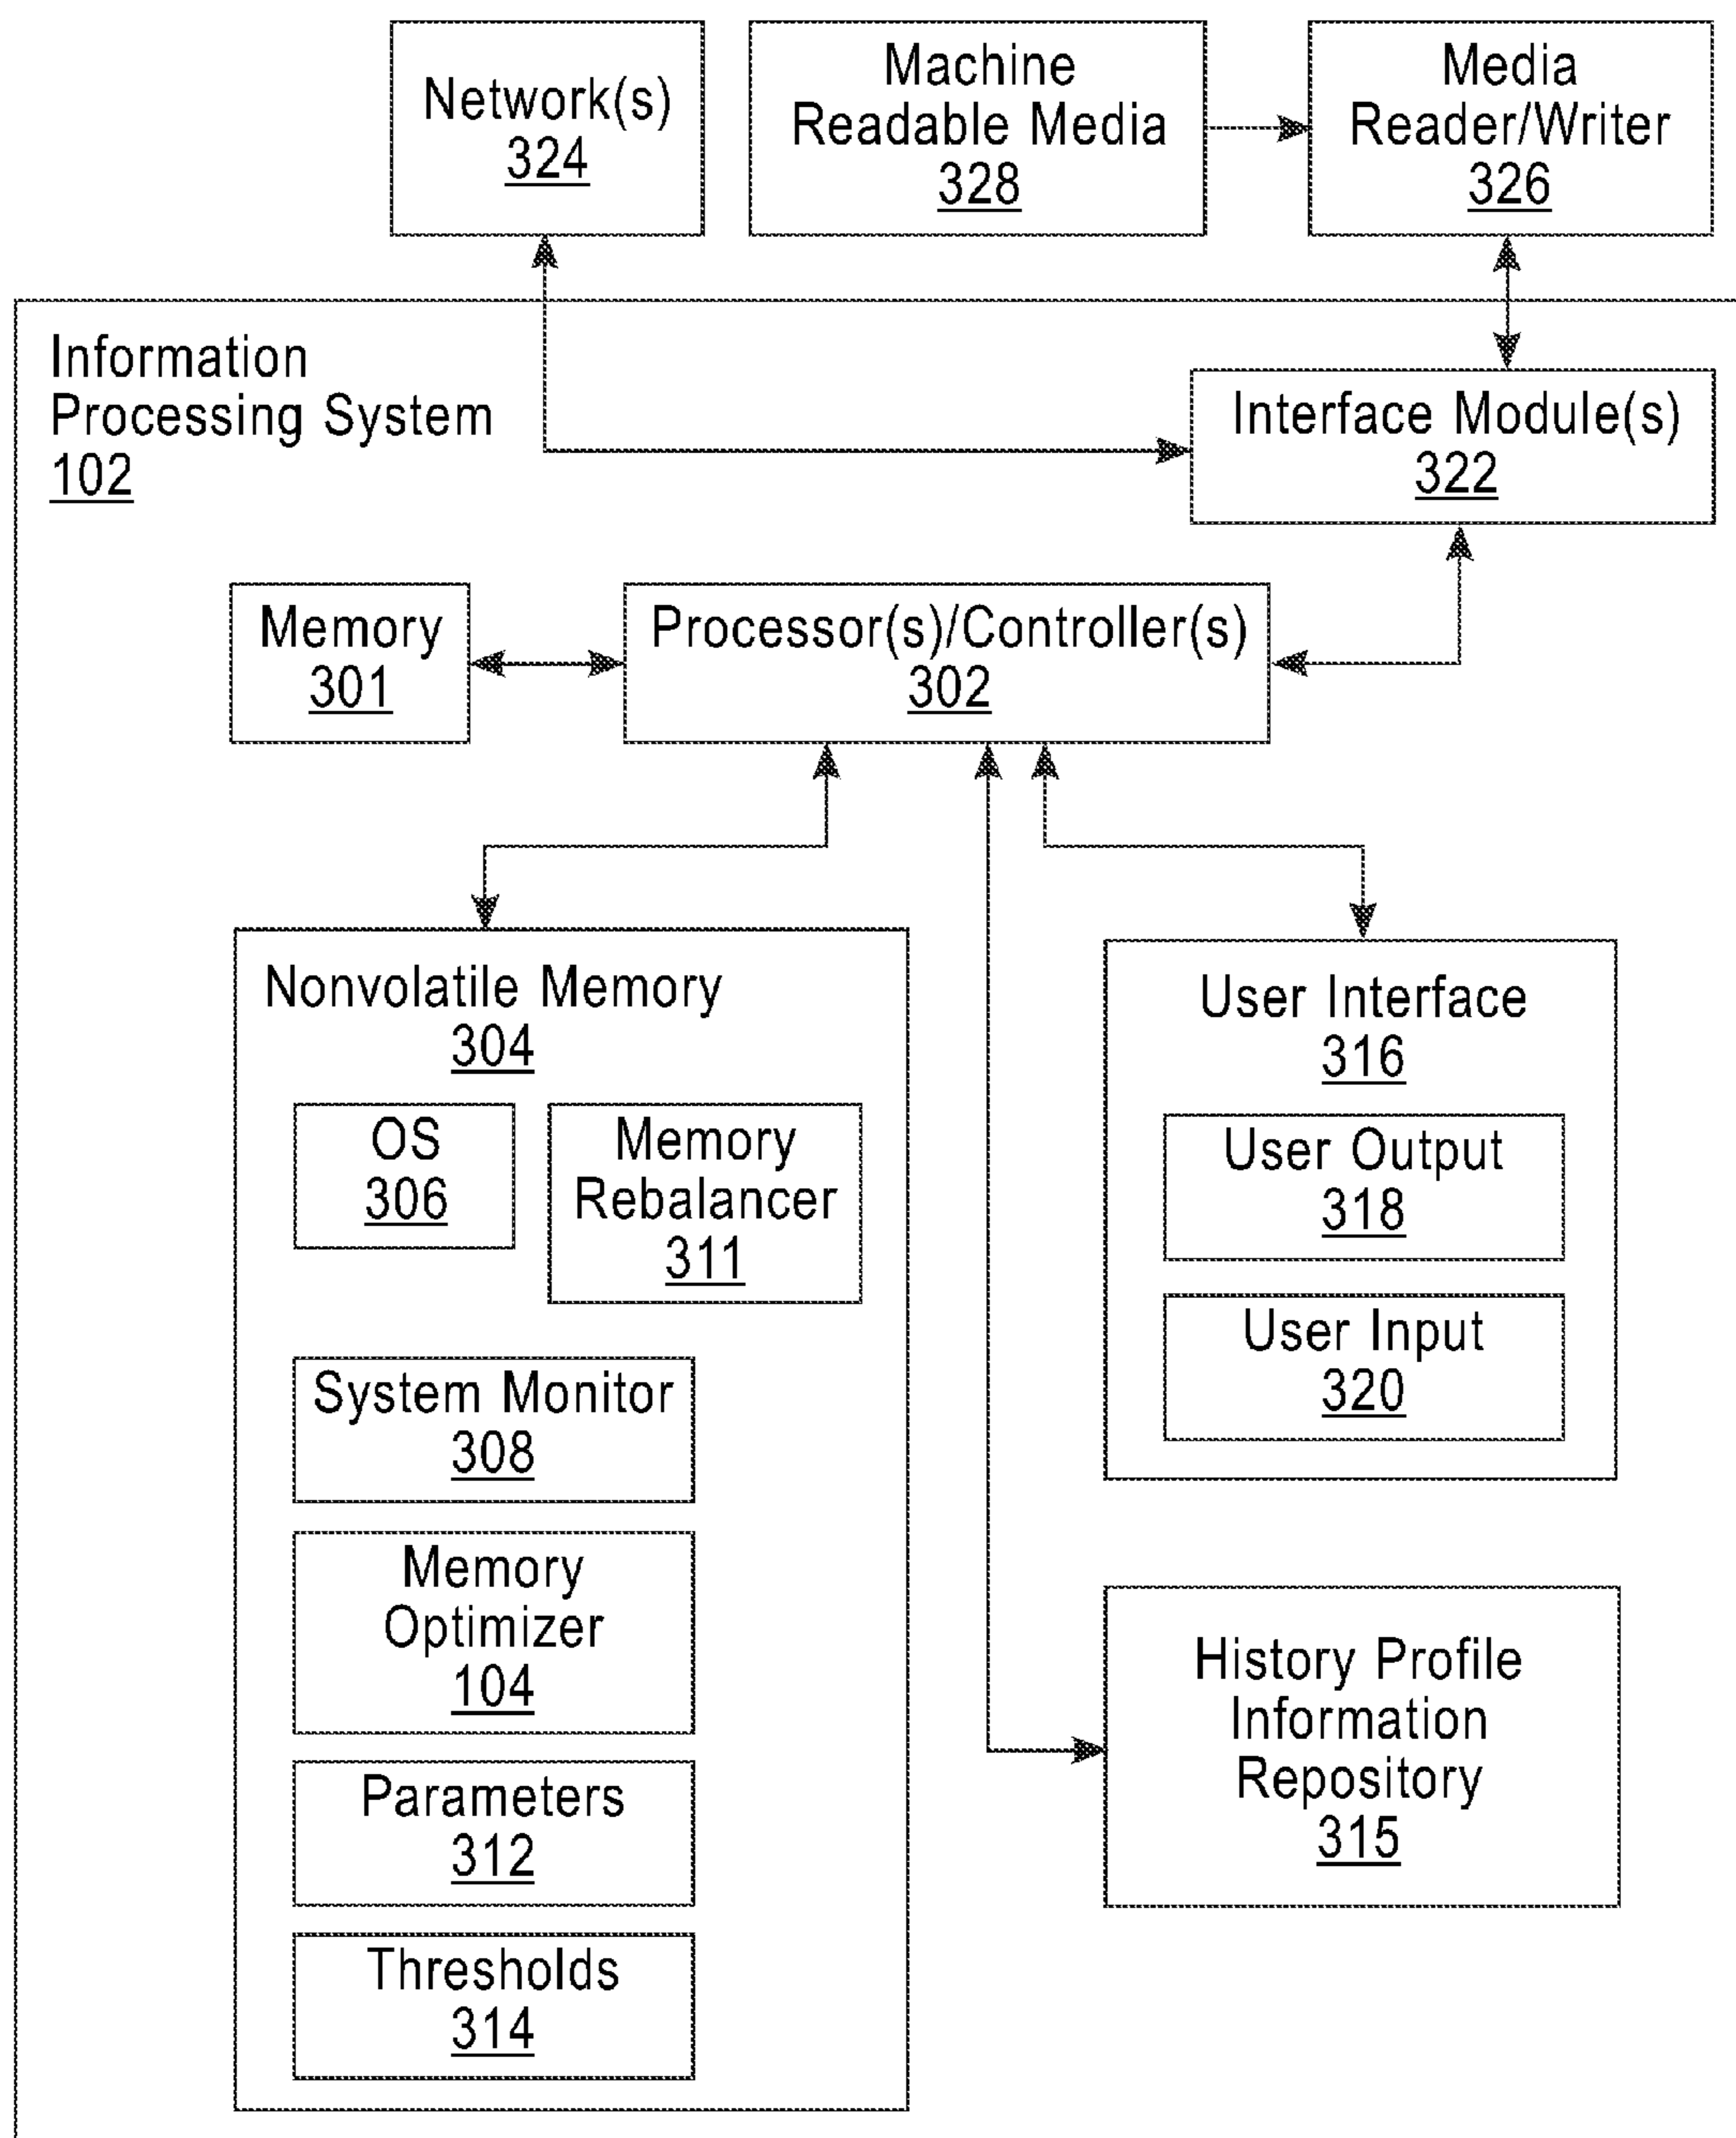 Network(s)
324
Machine
Readable Media
328
Media
Reader/Writer
326
Information
Processing System
102
Interface Module(s)
322
Memory
301
Processor(s)/Controller(s)
302
Nonvolatile Memory
304
OS
306
Memory
Rebalancer
311
System Monitor
308
Memory
Optimizer
104
Parameters
312
Thresholds
314
User Interface
316
User Output
318
User Input
320
History Profile
Information
Repository
315